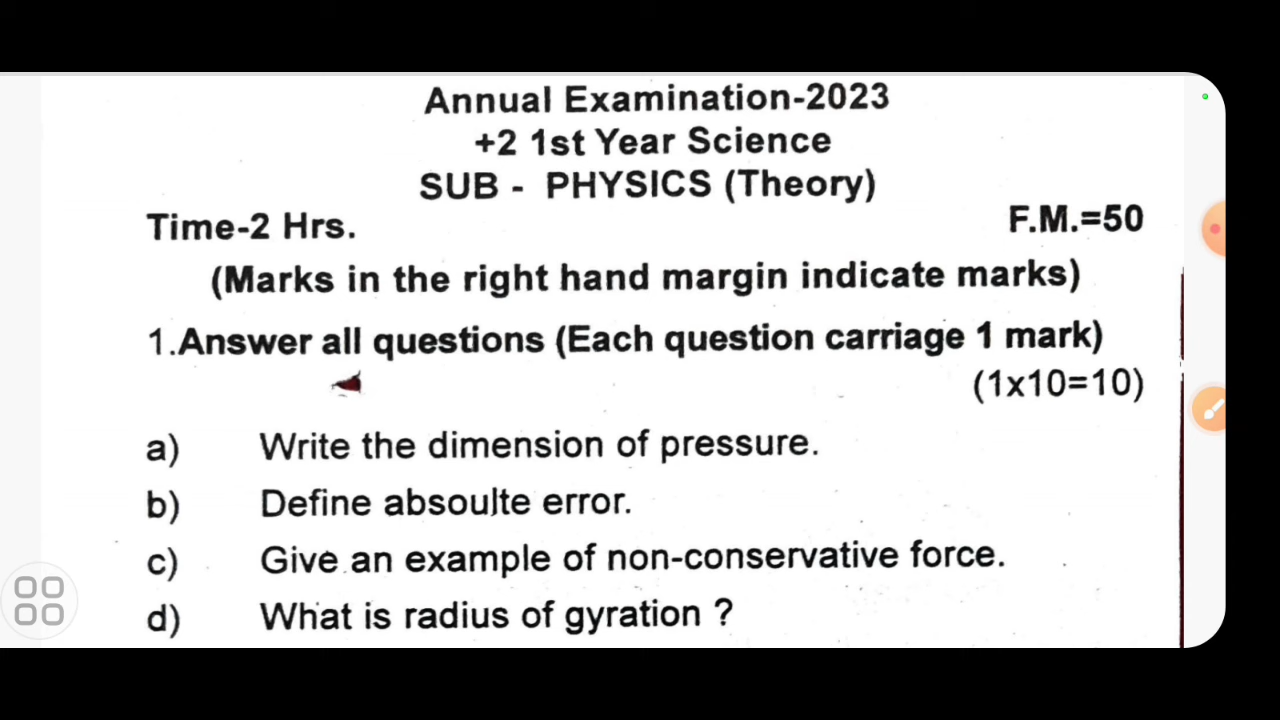 Annual Examination-2023
+2 1st Year Science
SUB - PHYSICS (Theory)
Time-2 Hrs. F.M.=50
(Marks in the right hand margin indicate marks)
1.Answer all questions (Each question carriage 1 mark)
(1x10=10)
a) Write the dimension of pressure.
b) Define absoulte error.
c) Give an example of non-conservative force.
d) What is radius of gyration ?